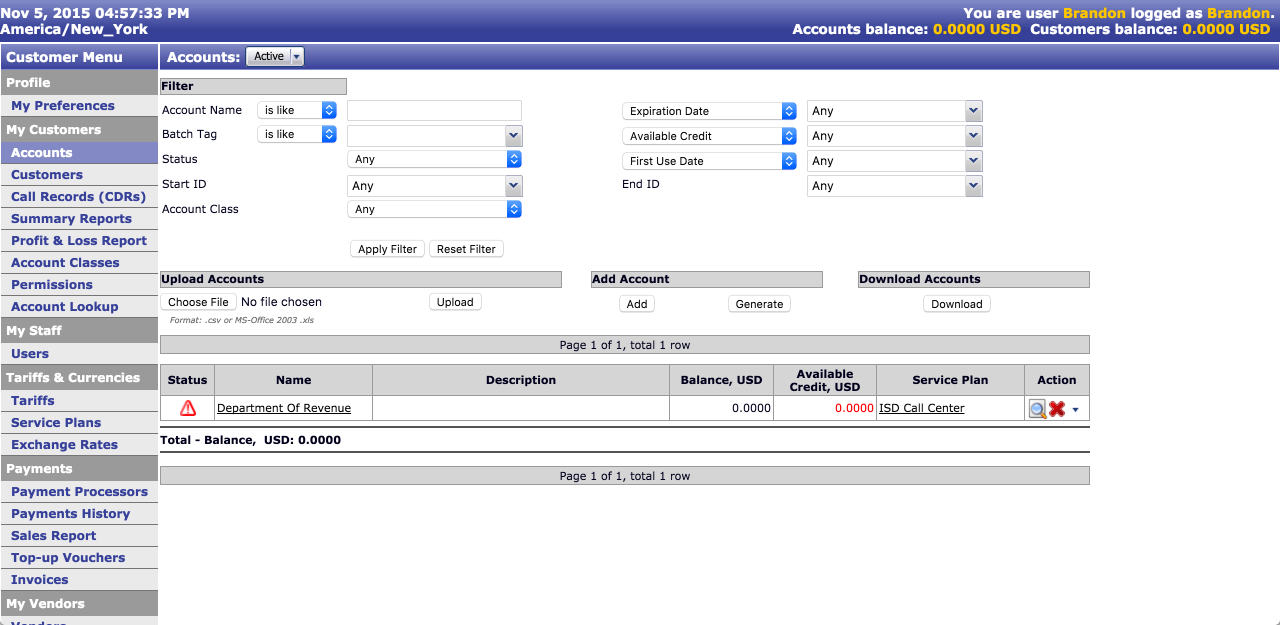 Nov 5, 2015 04:57:33 PM
America/New_York
You are user Brandon logged as Brandon.
Accounts balance: 0.0000 USD Customers balance: 0.0000 USD
Customer Menu
Profile
My Preferences
My Customers
Accounts
Customers
Call Records (CDRs)
Summary Reports
Profit & Loss Report
Account Classes
Permissions
Account Lookup
My Staff
Users
Tariffs & Currencies
Tariffs
Service Plans
Exchange Rates
Payments
Payment Processors
Payments History
Sales Report
Top-up Vouchers
Invoices
My Vendors
Vendors
Accounts: Active
Filter
Account Name is like Expiration Date Any
Batch Tag is like Available Credit Any
Status Any First Use Date Any
Start ID Any End ID Any
Account Class Any
Apply Filter Reset Filter
Upload Accounts Add Account Download Accounts
Choose File No file chosen Upload Add Generate Download
Format: .csv or MS-Office 2003 .xls
Page 1 of 1, total 1 row
Status Name Description Balance, USD Available Credit, USD Service Plan Action
Department Of Revenue 0.0000 0.0000 ISD Call Center
Total - Balance, USD: 0.0000
Page 1 of 1, total 1 row